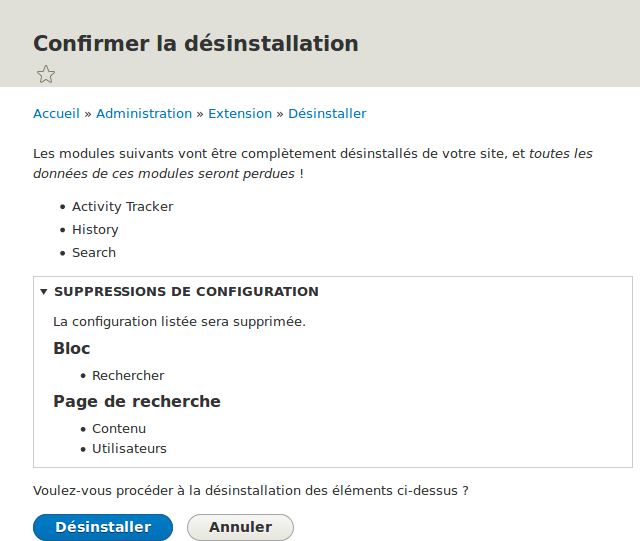 Confirmer la désinstallation
Accueil » Administration » Extension » Désinstaller
Les modules suivants vont être complètement désinstallés de votre site, et toutes les
données de ces modules seront perdues !
• Activity Tracker
• History
• Search
SUPPRESSIONS DE CONFIGURATION
La configuration listée sera supprimée.
Bloc
• Rechercher
Page de recherche
• Contenu
• Utilisateurs
Voulez-vous procéder à la désinstallation des éléments ci-dessus ?
Désinstaller Annuler